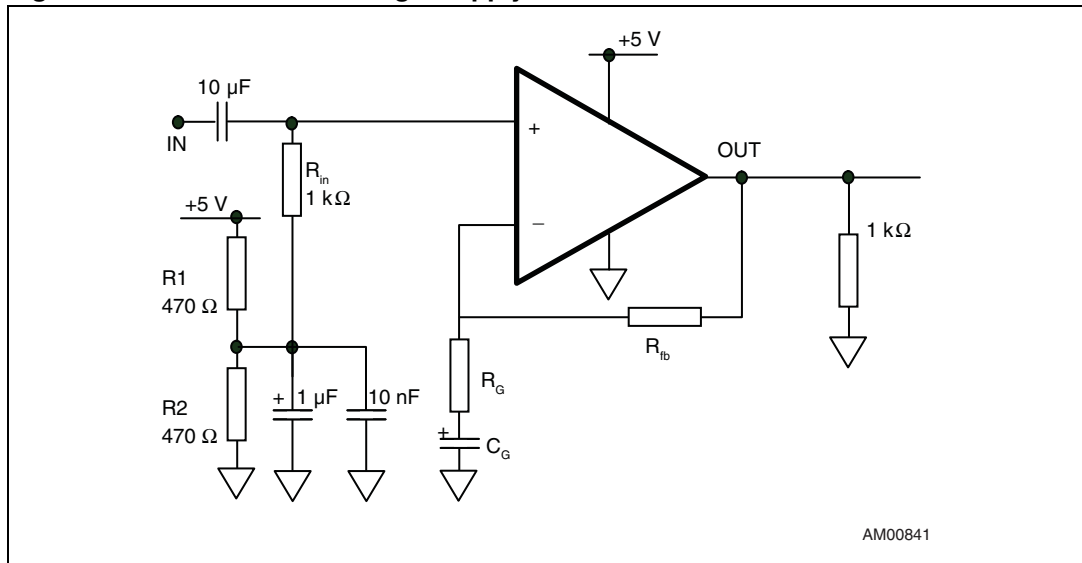 +5 V
10 µF
IN
+
OUT
R_in
1 kΩ
+5 V
–
1 kΩ
R1
470 Ω
R_fb
R_G
R2
470 Ω
+ 1 µF
10 nF
+
C_G
AM00841